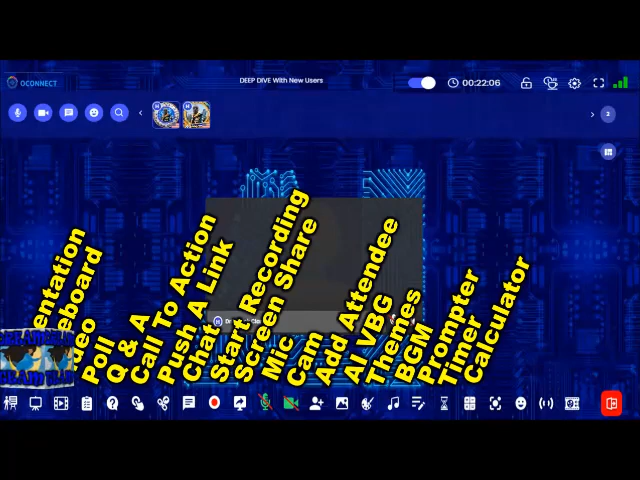 OCONNECT
DEEP DIVE With New Users
00:22:06
entation
eboard
deo
Poll
Q & A
Call To Action
Push A Link
Chat
Start Recording
Screen Share
Mic
Cam
Add Attendee
AI VBG
Themes
BGM
Prompter
Timer
Calculator